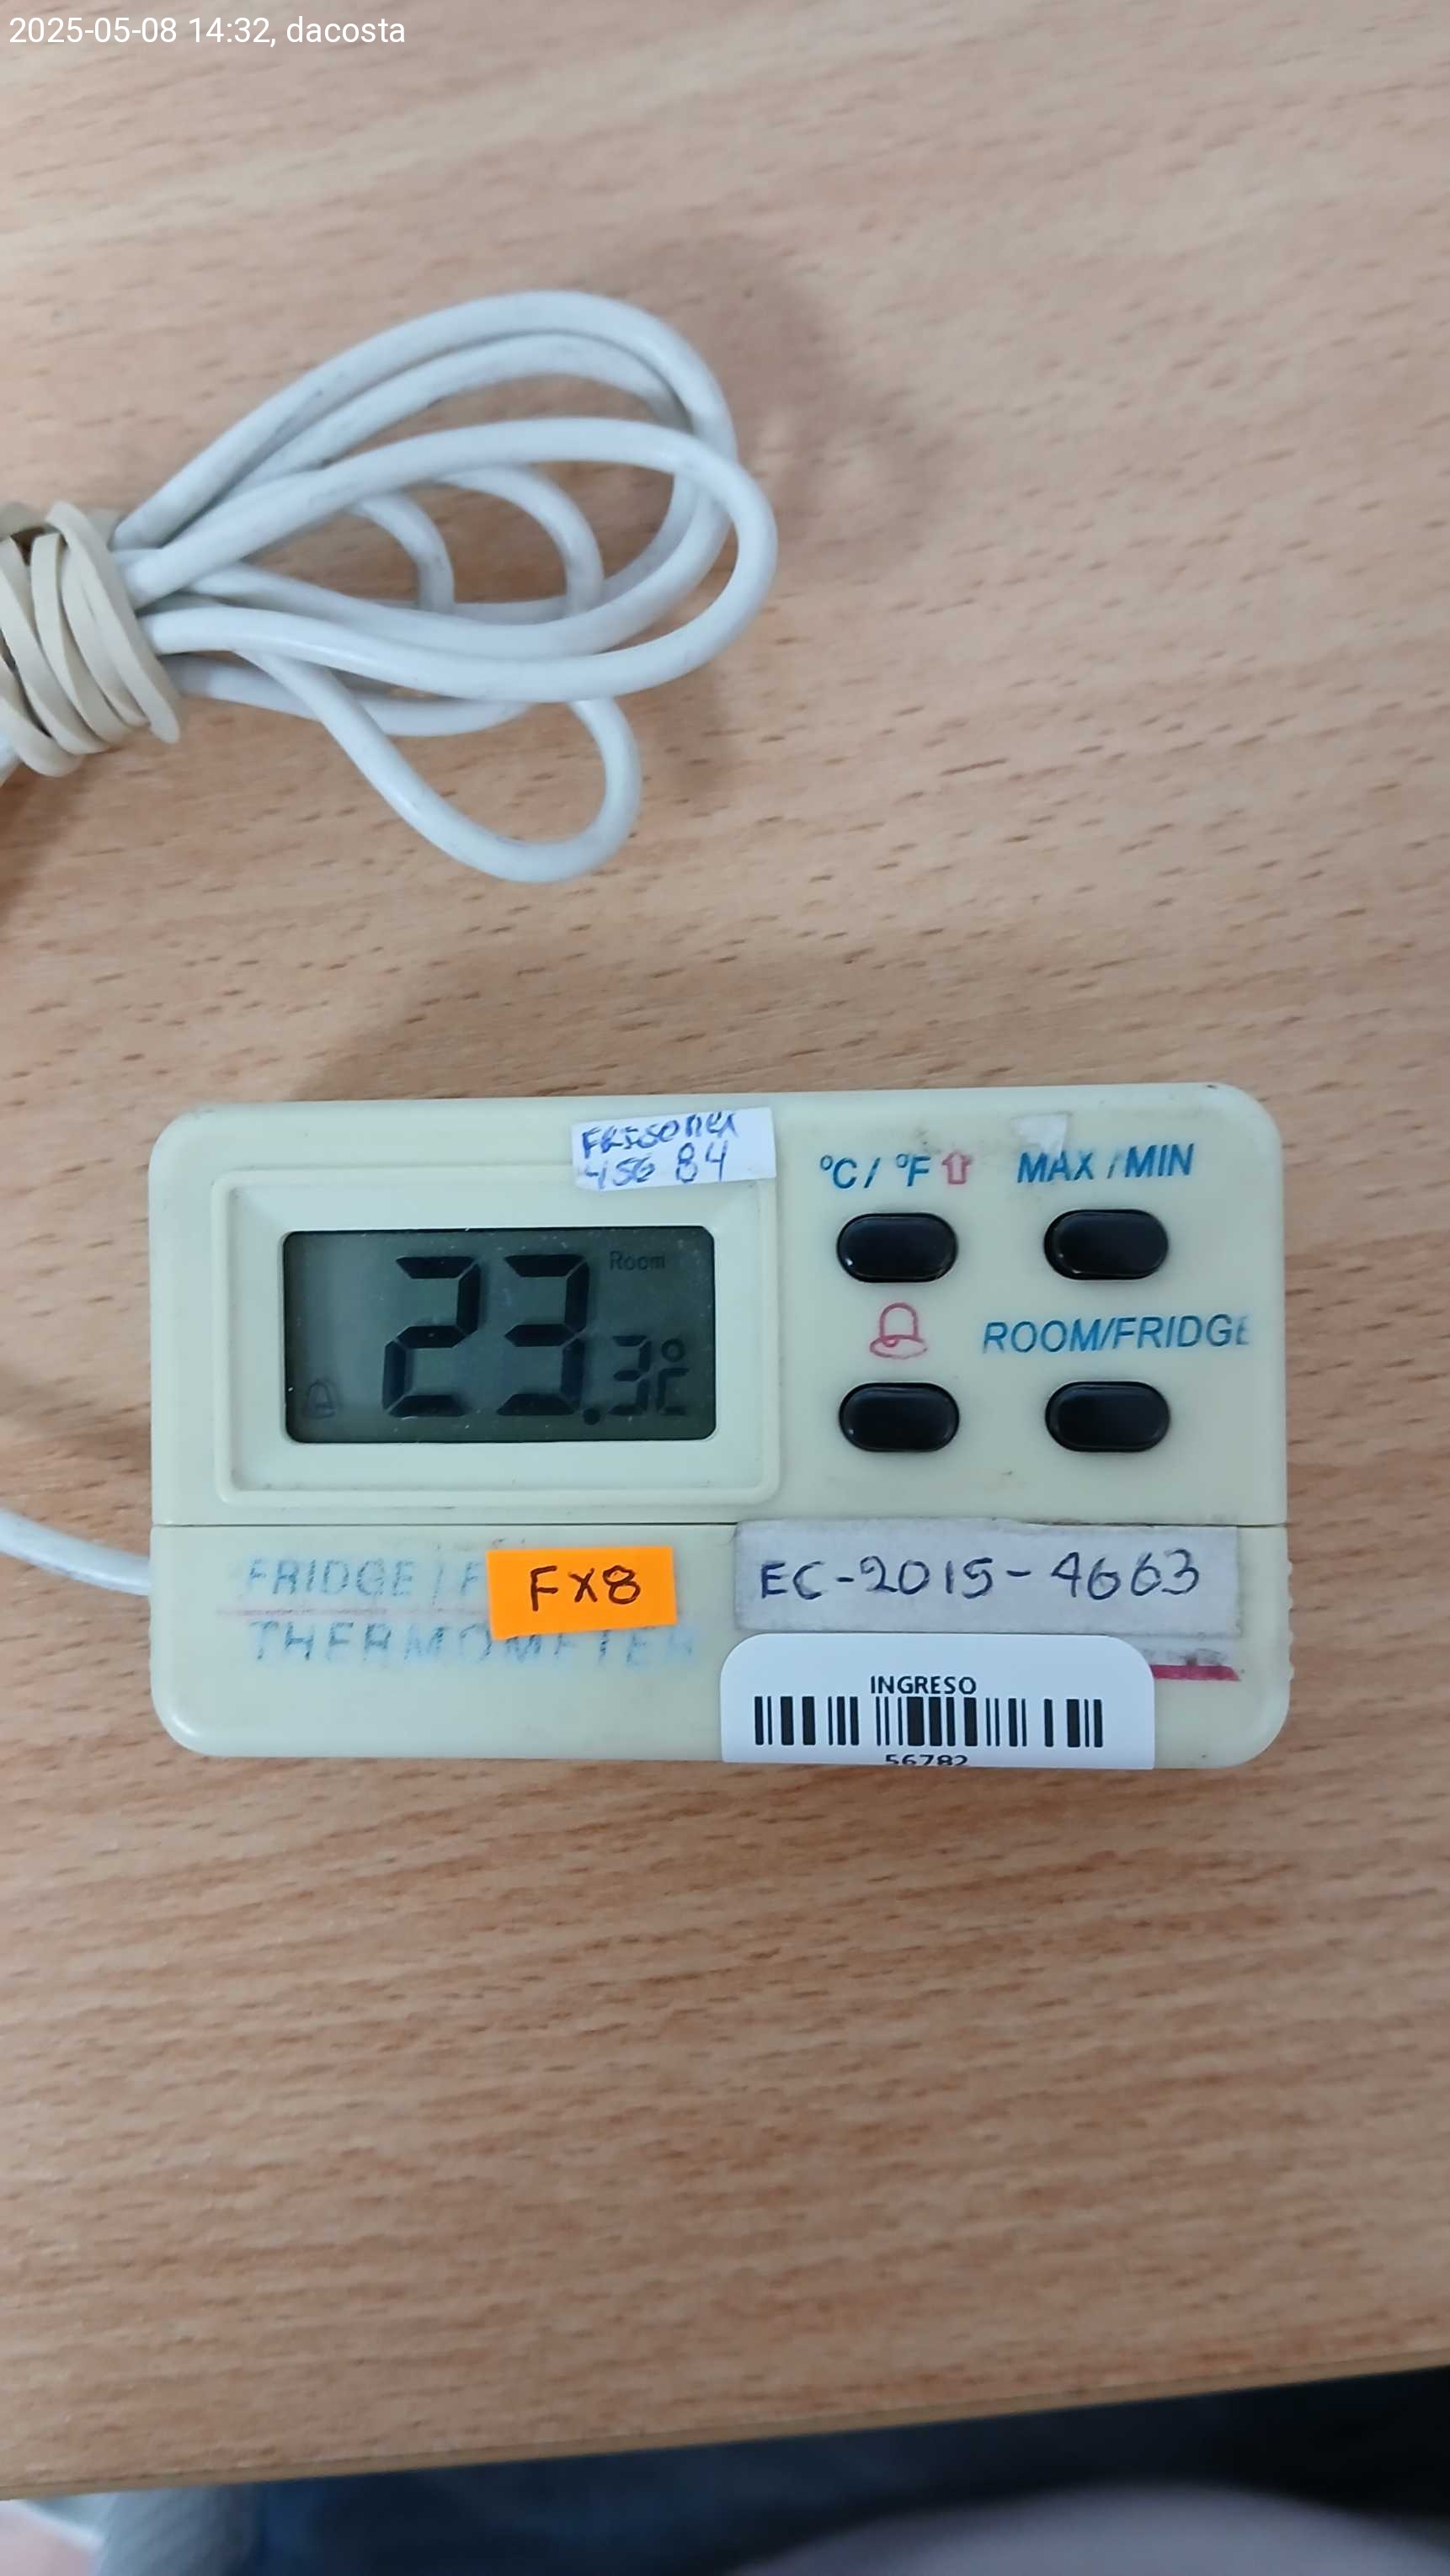 2025-05-08 14:32, dacosta
456 84
°C / °F ⇧ MAX / MIN
Room
23.3°C
ROOM/FRIDGE
FRIDGE / F
FX8
EC-2015-4663
THERMOMETER
INGRESO
56782